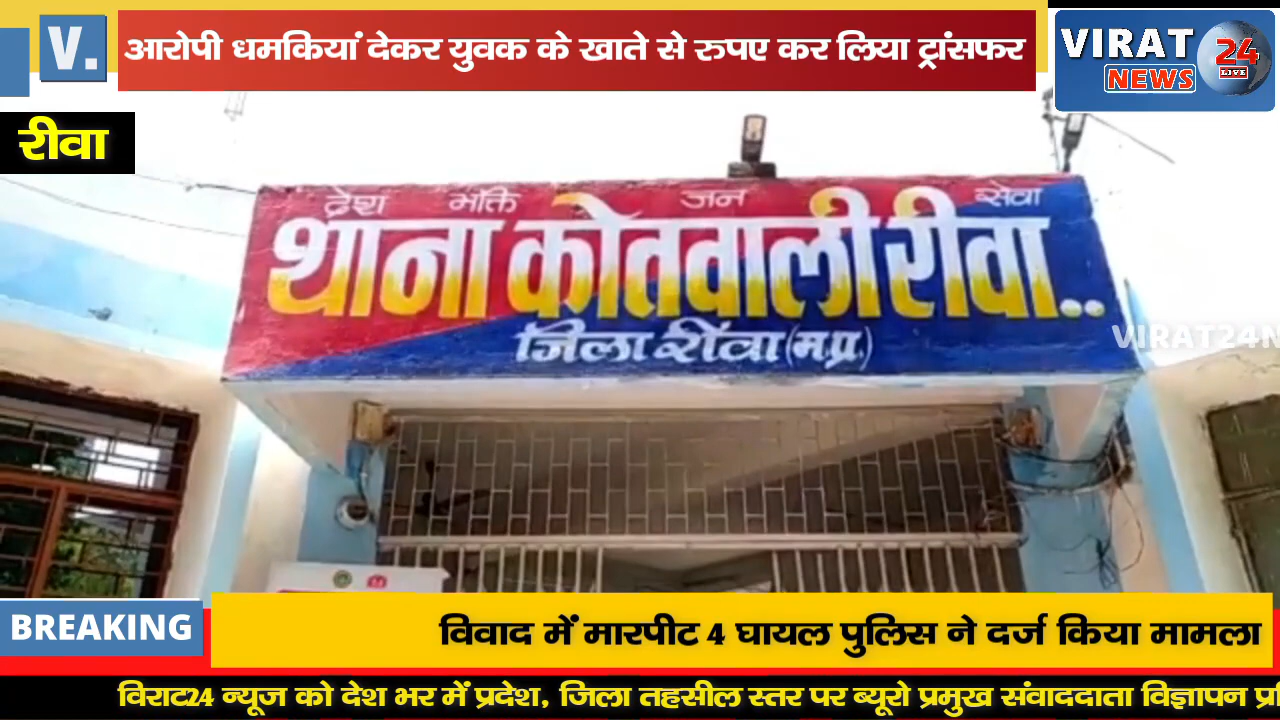 V.
आरोपी धमकियां देकर युवक के खाते से रुपए कर लिया ट्रांसफर
VIRAT 24
NEWS LIVE
रीवा
देश भक्ति जन सेवा
थाना कोतवाली रीवा..
जिला रीवा (म.प्र.)
VIRAT24N
BREAKING
विवाद में मारपीट 4 घायल पुलिस ने दर्ज किया मामला
विराट24 न्यूज को देश भर में प्रदेश, जिला तहसील स्तर पर ब्यूरो प्रमुख संवाददाता विज्ञापन प्र